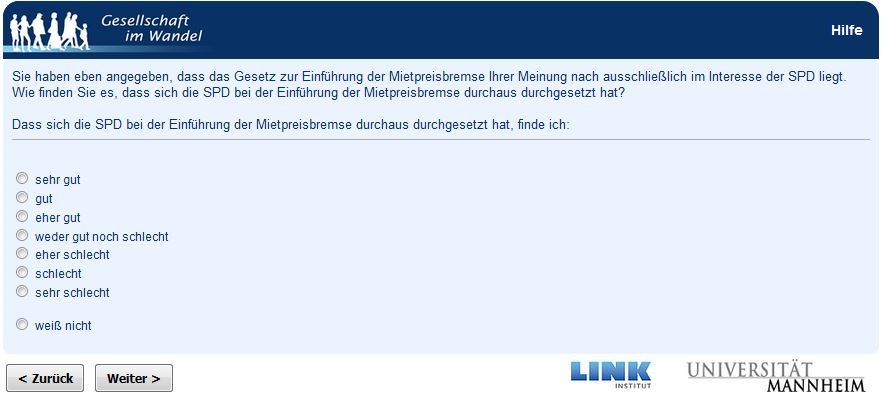 Gesellschaft
im Wandel
Hilfe
Sie haben eben angegeben, dass das Gesetz zur Einführung der Mietpreisbremse Ihrer Meinung nach ausschließlich im Interesse der SPD liegt.
Wie finden Sie es, dass sich die SPD bei der Einführung der Mietpreisbremse durchaus durchgesetzt hat?
Dass sich die SPD bei der Einführung der Mietpreisbremse durchaus durchgesetzt hat, finde ich:
sehr gut
gut
eher gut
weder gut noch schlecht
eher schlecht
schlecht
sehr schlecht
weiß nicht
< Zurück
Weiter >
LINK
INSTITUT
UNIVERSITÄT
MANNHEIM